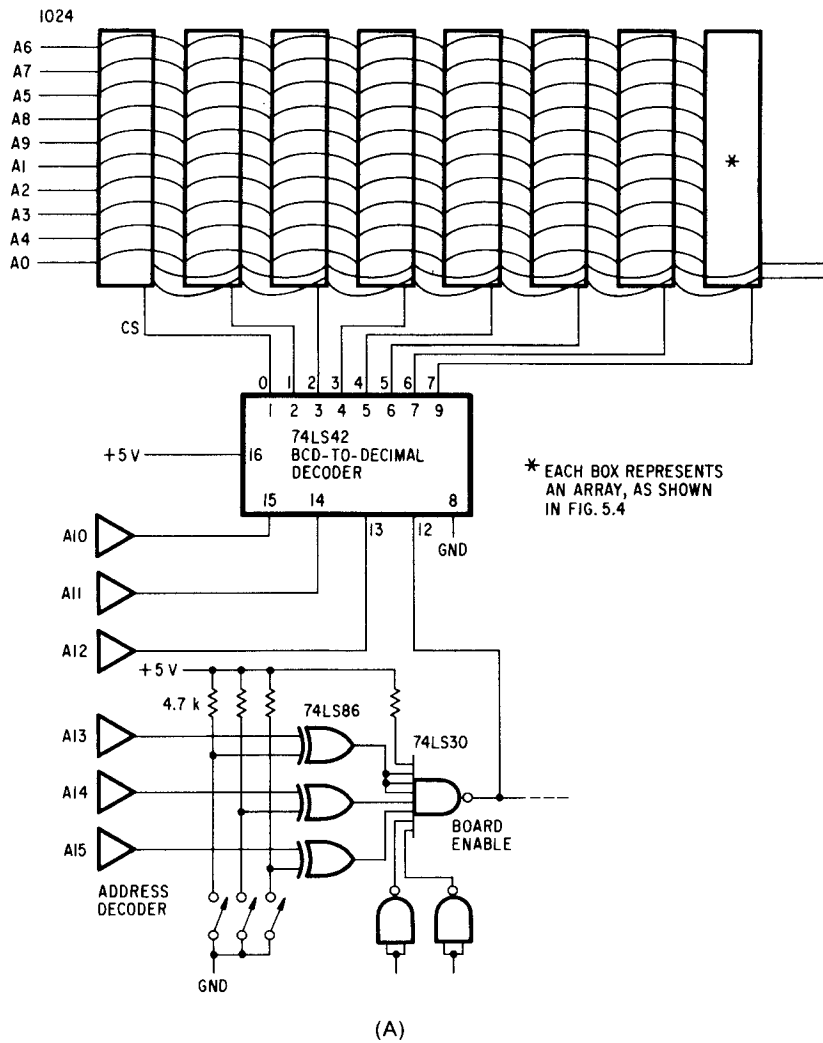 1024
A6
A7
A5
A8
A9
A1
A2
A3
A4
A0
*
CS
0 1 2 3 4 5 6 7
1 2 3 4 5 6 7 9
74LS42
BCD-TO-DECIMAL
DECODER
+5V
16
15 14 8
13 12
GND
* EACH BOX REPRESENTS
AN ARRAY, AS SHOWN
IN FIG. 5.4
A10
A11
A12
+5 V
4.7 k
74LS86
74LS30
A13
A14
A15
BOARD
ENABLE
ADDRESS
DECODER
GND
(A)